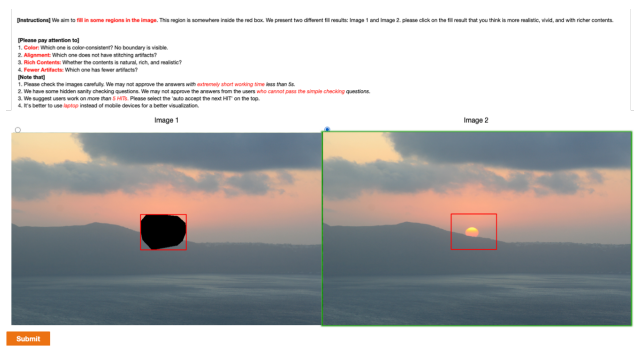 [Instructions] We aim to fill in some regions in the image. This region is somewhere inside the red box. We present two different fill results: Image 1 and Image 2. please click on the fill result that you think is more realistic, vivid, and with richer contents.
[Please pay attention to]
1. Color: Which one is color-consistent? No boundary is visible.
2. Alignment: Which one does not have stitching artifacts?
3. Rich Contents: Whether the contents is natural, rich, and realistic?
4. Fewer Artifacts: Which one has fewer artifacts?
[Note that]
1. Please check the images carefully. We may not approve the answers with extremely short working time less than 5s.
2. We have some hidden sanity checking questions. We may not approve the answers from the users who cannot pass the simple checking questions.
3. We suggest users work on more than 5 HITs. Please select the 'auto accept the next HIT' on the top.
4. It's better to use laptop instead of mobile devices for a better visualization.
Image 1
Image 2
Submit